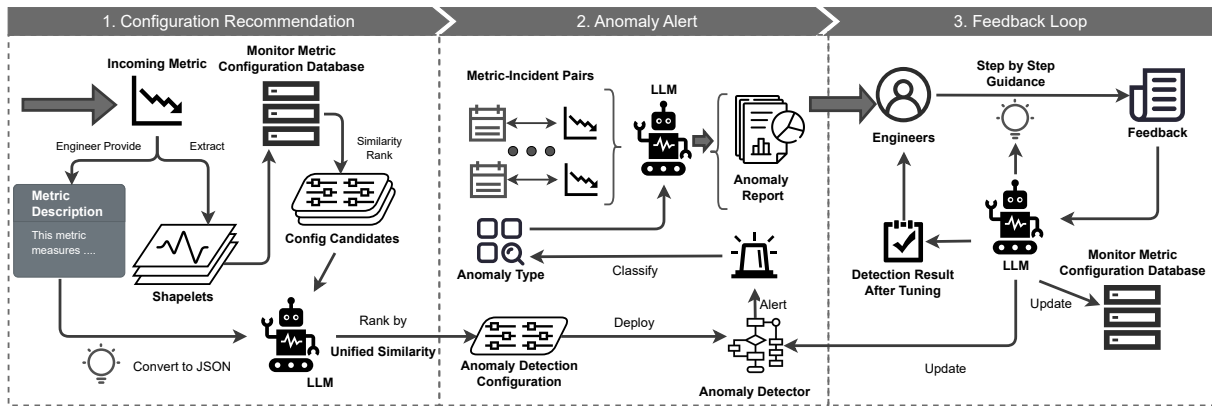 1. Configuration Recommendation
Incoming Metric
Monitor Metric
Configuration Database
Engineer Provide
Extract
Similarity
Rank
Metric
Description
This metric
measures ....
Shapelets
Config Candidates
Convert to JSON
LLM
Rank by
Unified Similarity
2. Anomaly Alert
Metric-Incident Pairs
LLM
Anomaly
Report
Anomaly Type
Classify
Alert
Anomaly Detection
Configuration
Deploy
Anomaly Detector
3. Feedback Loop
Engineers
Step by Step
Guidance
Feedback
LLM
Detection Result
After Tuning
Monitor Metric
Configuration Database
Update
Update